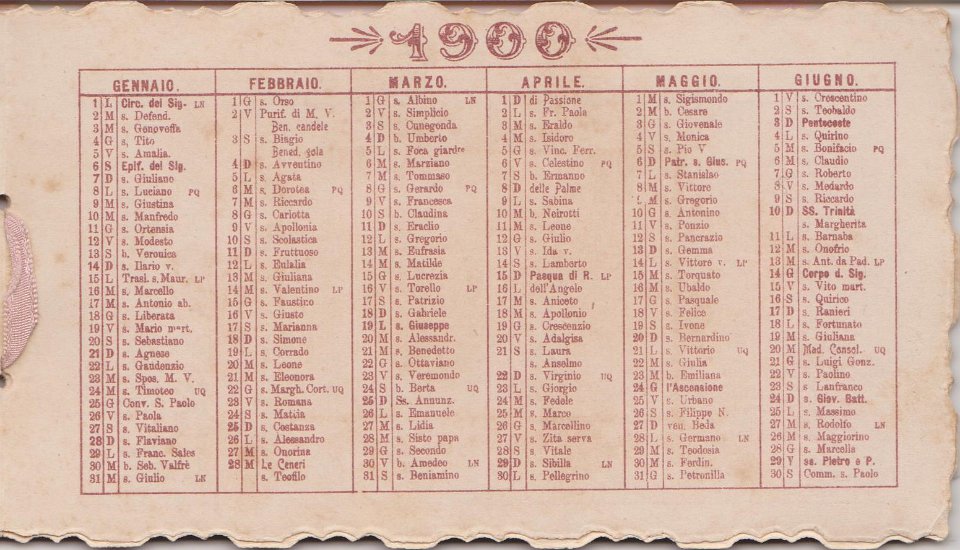 1900
GENNAIO.
1 L Circ. del Sig. LN
2 M s. Defend.
3 M s. Genoveffa
4 G s. Tito
5 V s. Amalia.
6 S Epif. del Sig.
7 D s. Giuliano
8 L s. Luciano PQ
9 M s. Giustina
10 M s. Manfredo
11 G s. Ortensia
12 V s. Modesto
13 S b. Veronica
14 D s. Ilario v.
15 L Trasl. s. Maur. LP
16 M s. Marcello
17 M s. Antonio ab.
18 G s. Liberata
19 V s. Mario mart.
20 S s. Sebastiano
21 D s. Agnese
22 L s. Gaudenzio
23 M s. Spos. M. V.
24 M s. Timoteo UQ
25 G Conv. S. Paolo
26 V s. Paola
27 S s. Vitaliano
28 D s. Flaviano
29 L s. Franc. Sales
30 M b. Seb. Valfrè
31 M s. Giulio LN
FEBBRAIO.
1 G s. Orso
2 V Purif. di M. V.
Ben. candele
3 S s. Biagio
Bened. gola
4 D s. Avventino
5 L s. Agata
6 M s. Dorotea PQ
7 M s. Riccardo
8 G s. Cariotta
9 V s. Apollonia
10 S s. Scolastica
11 D s. Fruttuoso
12 L s. Eulalia
13 M s. Giuliana
14 M s. Valentino LP
15 G s. Faustico
16 V s. Giusto
17 S s. Marianna
18 D s. Simone
19 L s. Corrado
20 M s. Leone
21 M s. Eleonora
22 G s. Margh. Cort. UQ
23 V s. Romana
24 S s. Mattia
25 D s. Costanza
26 L s. Alessandro
27 M s. Onorina
28 M Le Ceneri
s. Teofilo
MARZO.
1 G s. Albino LN
2 V s. Simplicio
3 S s. Cunegonda
4 D b. Umberto
5 L s. Foca giardre
6 M s. Marziano
7 M s. Tommaso
8 G s. Gerardo PQ
9 V s. Francesca
10 S b. Claudina
11 D s. Eraclio
12 L s. Gregorio
13 M s. Eufrasia
14 M s. Matilde
15 G s. Lucrezia
16 V s. Torello LP
17 S s. Patrizio
18 D s. Gabriele
19 L s. Giuseppe
20 M s. Alessandr.
21 M s. Benedetto
22 G s. Ottaviano
23 V s. Veremondo
24 S b. Berta UQ
25 D Ss. Annunz.
26 L s. Emanuele
27 M s. Lidia
28 M s. Sisto papa
29 G s. Secondo
30 V b. Amedeo LN
31 S s. Beniamino
APRILE.
1 D di Passione
2 L s. Fr. Paola
3 M s. Eraldo
4 M s. Isidoro
5 G s. Vinc. Ferr.
6 V s. Celestino PQ
7 S b. Ermanno
8 D delle Palme
9 L s. Sabina
10 M b. Neirotti
11 M s. Leone
12 G s. Giulio
13 V s. Ida v.
14 S s. Lamberto
15 D Pasqua di R. LP
16 L dell'Angele
17 M s. Aniceto
18 M s. Apollonio
19 G s. Crescenzio
20 V s. Adalgisa
21 S s. Laura
s. Anselmo
22 D s. Virginio UQ
23 L s. Giorgio
24 M s. Fedele
25 M s. Marco
26 G s. Marcellino
27 V s. Zita serva
28 S s. Vitale
29 D s. Sibilla LN
30 L s. Pellegrino
MAGGIO.
1 M s. Sigismondo
2 M b. Cesare
3 G s. Giovenale
4 V s. Monica
5 S s. Pio V
6 D Patr. s. Gius. PQ
7 L s. Stanislao
8 M s. Vittore
M s. Gregorio
10 G s. Antonino
11 V s. Ponzio
12 S s. Pancrazio
13 D s. Gemma
14 L s. Vittore v. LP
15 M s. Torquato
16 M s. Ubaldo
17 G s. Pasquale
18 V s. Felice
19 S s. Ivone
20 D s. Bernardino
21 L s. Vittorio UQ
22 M s. Giulia
23 M b. Emiliana
24 G l'Ascensione
25 V s. Urbano
26 S s. Filippo N.
27 D ven. Beda
28 L s. Germano LN
29 M s. Teodosia
30 M s. Ferdin.
31 G s. Petronilla
GIUGNO.
1 V s. Crescentino
2 S s. Teobaldo
3 D Pentecoste
4 L s. Quirino
5 M s. Bonifacio PQ
6 M s. Claudio
7 G s. Roberto
8 V s. Medardo
9 S s. Riccardo
10 D SS. Trinità
s. Margherita
11 L s. Barnaba
12 M s. Onofrio
13 M s. Ant. da Pad. LP
14 G Corpo d. Sig.
15 V s. Vito mart.
16 S s. Quirico
17 D s. Ranieri
18 L s. Fortunato
19 M s. Giuliana
20 M Mad. Consol. UQ
21 G s. Luigi Gonz.
22 V s. Paolino
23 S s Lanfranco
24 D s. Giov. Batt.
25 L s. Massimo
27 M s. Rodolfo LN
26 M s. Maggiorino
28 G s. Marcella
29 V ss. Pietro e P.
30 S Comm. s. Paolo